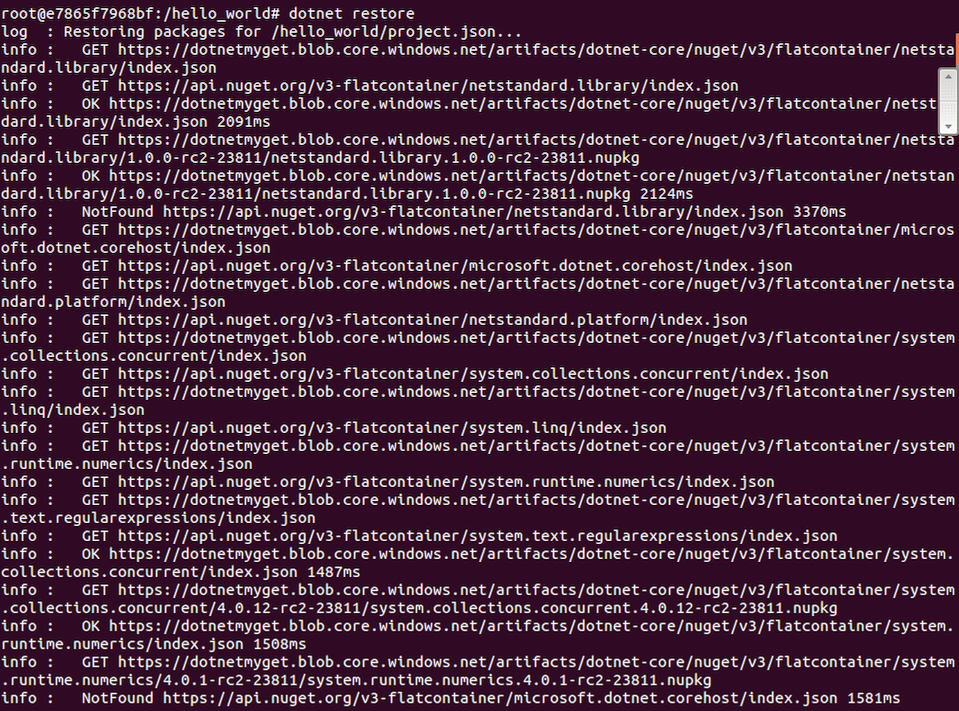 root@e7865f7968bf:/hello_world# dotnet restore
log  : Restoring packages for /hello_world/project.json...
info :   GET https://dotnetmyget.blob.core.windows.net/artifacts/dotnet-core/nuget/v3/flatcontainer/netsta
ndard.library/index.json
info :   GET https://api.nuget.org/v3-flatcontainer/netstandard.library/index.json
info :   OK https://dotnetmyget.blob.core.windows.net/artifacts/dotnet-core/nuget/v3/flatcontainer/netst
dard.library/index.json 2091ms
info :   GET https://dotnetmyget.blob.core.windows.net/artifacts/dotnet-core/nuget/v3/flatcontainer/netsta
ndard.library/1.0.0-rc2-23811/netstandard.library.1.0.0-rc2-23811.nupkg
info :   OK https://dotnetmyget.blob.core.windows.net/artifacts/dotnet-core/nuget/v3/flatcontainer/netstan
dard.library/1.0.0-rc2-23811/netstandard.library.1.0.0-rc2-23811.nupkg 2124ms
info :   NotFound https://api.nuget.org/v3-flatcontainer/netstandard.library/index.json 3370ms
info :   GET https://dotnetmyget.blob.core.windows.net/artifacts/dotnet-core/nuget/v3/flatcontainer/micros
oft.dotnet.corehost/index.json
info :   GET https://api.nuget.org/v3-flatcontainer/microsoft.dotnet.corehost/index.json
info :   GET https://dotnetmyget.blob.core.windows.net/artifacts/dotnet-core/nuget/v3/flatcontainer/netsta
ndard.platform/index.json
info :   GET https://api.nuget.org/v3-flatcontainer/netstandard.platform/index.json
info :   GET https://dotnetmyget.blob.core.windows.net/artifacts/dotnet-core/nuget/v3/flatcontainer/system
.collections.concurrent/index.json
info :   GET https://api.nuget.org/v3-flatcontainer/system.collections.concurrent/index.json
info :   GET https://dotnetmyget.blob.core.windows.net/artifacts/dotnet-core/nuget/v3/flatcontainer/system
.linq/index.json
info :   GET https://api.nuget.org/v3-flatcontainer/system.linq/index.json
info :   GET https://dotnetmyget.blob.core.windows.net/artifacts/dotnet-core/nuget/v3/flatcontainer/system
.runtime.numerics/index.json
info :   GET https://api.nuget.org/v3-flatcontainer/system.runtime.numerics/index.json
info :   GET https://dotnetmyget.blob.core.windows.net/artifacts/dotnet-core/nuget/v3/flatcontainer/system
.text.regularexpressions/index.json
info :   GET https://api.nuget.org/v3-flatcontainer/system.text.regularexpressions/index.json
info :   OK https://dotnetmyget.blob.core.windows.net/artifacts/dotnet-core/nuget/v3/flatcontainer/system.
collections.concurrent/index.json 1487ms
info :   GET https://dotnetmyget.blob.core.windows.net/artifacts/dotnet-core/nuget/v3/flatcontainer/system
.collections.concurrent/4.0.12-rc2-23811/system.collections.concurrent.4.0.12-rc2-23811.nupkg
info :   OK https://dotnetmyget.blob.core.windows.net/artifacts/dotnet-core/nuget/v3/flatcontainer/system.
runtime.numerics/index.json 1508ms
info :   GET https://dotnetmyget.blob.core.windows.net/artifacts/dotnet-core/nuget/v3/flatcontainer/system
.runtime.numerics/4.0.1-rc2-23811/system.runtime.numerics.4.0.1-rc2-23811.nupkg
info :   NotFound https://api.nuget.org/v3-flatcontainer/microsoft.dotnet.corehost/index.json 1581ms